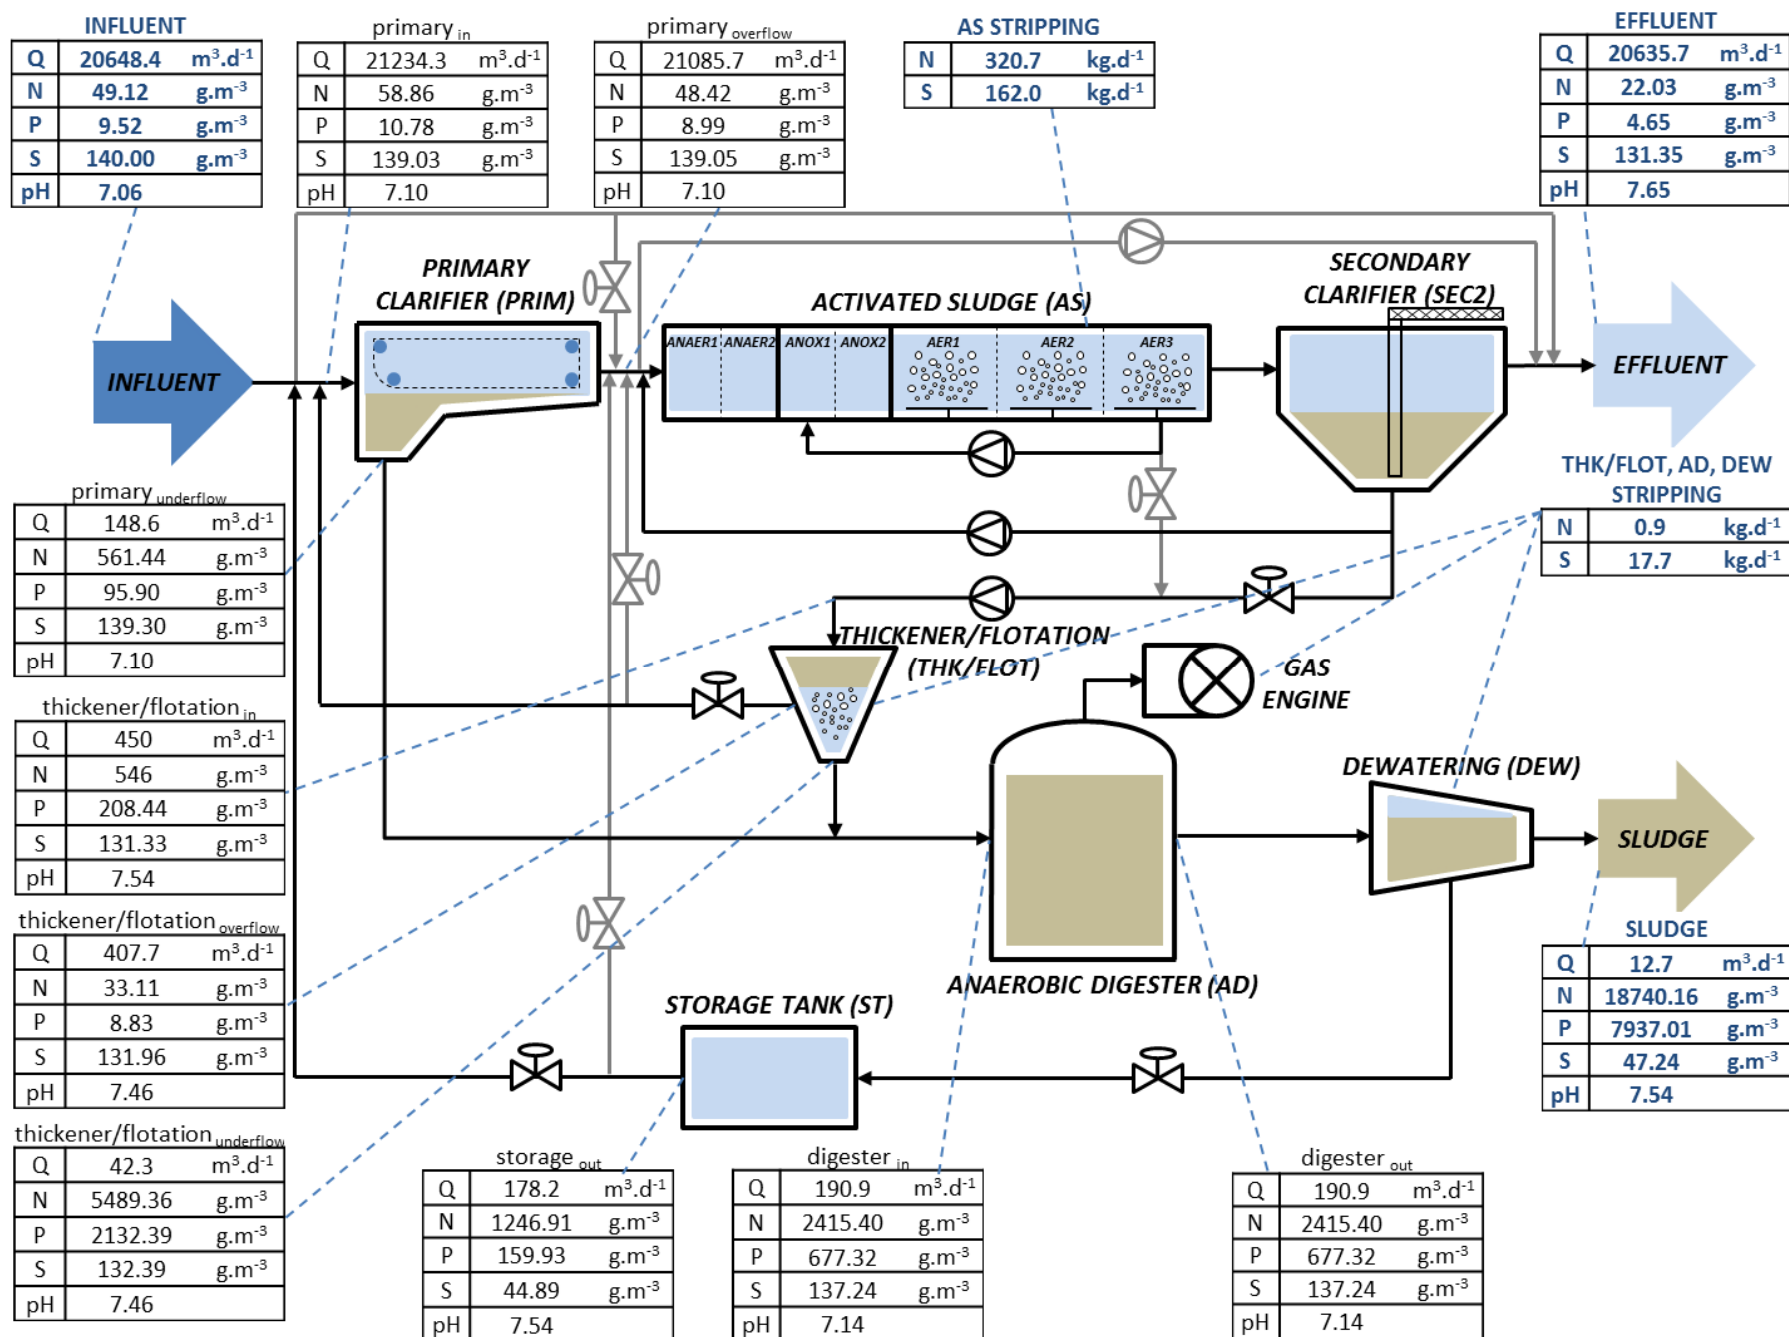 INFLUENT
Q 20648.4 m³.d⁻¹
N 49.12 g.m⁻³
P 9.52 g.m⁻³
S 140.00 g.m⁻³
pH 7.06
primary in
Q 21234.3 m³.d⁻¹
N 58.86 g.m⁻³
P 10.78 g.m⁻³
S 139.03 g.m⁻³
pH 7.10
primary overflow
Q 21085.7 m³.d⁻¹
N 48.42 g.m⁻³
P 8.99 g.m⁻³
S 139.05 g.m⁻³
pH 7.10
AS STRIPPING
N 320.7 kg.d⁻¹
S 162.0 kg.d⁻¹
EFFLUENT
Q 20635.7 m³.d⁻¹
N 22.03 g.m⁻³
P 4.65 g.m⁻³
S 131.35 g.m⁻³
pH 7.65
PRIMARY
CLARIFIER (PRIM)
ACTIVATED SLUDGE (AS)
SECONDARY
CLARIFIER (SEC2)
INFLUENT
ANAER1 ANAER2 ANOX1 ANOX2 AER1 AER2 AER3
EFFLUENT
primary underflow
Q 148.6 m³.d⁻¹
N 561.44 g.m⁻³
P 95.90 g.m⁻³
S 139.30 g.m⁻³
pH 7.10
THK/FLOT, AD, DEW
STRIPPING
N 0.9 kg.d⁻¹
S 17.7 kg.d⁻¹
THICKENER/FLOTATION
(THK/FLOT)
GAS
ENGINE
thickener/flotation in
Q 450 m³.d⁻¹
N 546 g.m⁻³
P 208.44 g.m⁻³
S 131.33 g.m⁻³
pH 7.54
DEWATERING (DEW)
SLUDGE
thickener/flotation overflow
Q 407.7 m³.d⁻¹
N 33.11 g.m⁻³
P 8.83 g.m⁻³
S 131.96 g.m⁻³
pH 7.46
ANAEROBIC DIGESTER (AD)
STORAGE TANK (ST)
SLUDGE
Q 12.7 m³.d⁻¹
N 18740.16 g.m⁻³
P 7937.01 g.m⁻³
S 47.24 g.m⁻³
pH 7.54
thickener/flotation underflow
Q 42.3 m³.d⁻¹
N 5489.36 g.m⁻³
P 2132.39 g.m⁻³
S 132.39 g.m⁻³
pH 7.46
storage out
Q 178.2 m³.d⁻¹
N 1246.91 g.m⁻³
P 159.93 g.m⁻³
S 44.89 g.m⁻³
pH 7.54
digester in
Q 190.9 m³.d⁻¹
N 2415.40 g.m⁻³
P 677.32 g.m⁻³
S 137.24 g.m⁻³
pH 7.14
digester out
Q 190.9 m³.d⁻¹
N 2415.40 g.m⁻³
P 677.32 g.m⁻³
S 137.24 g.m⁻³
pH 7.14